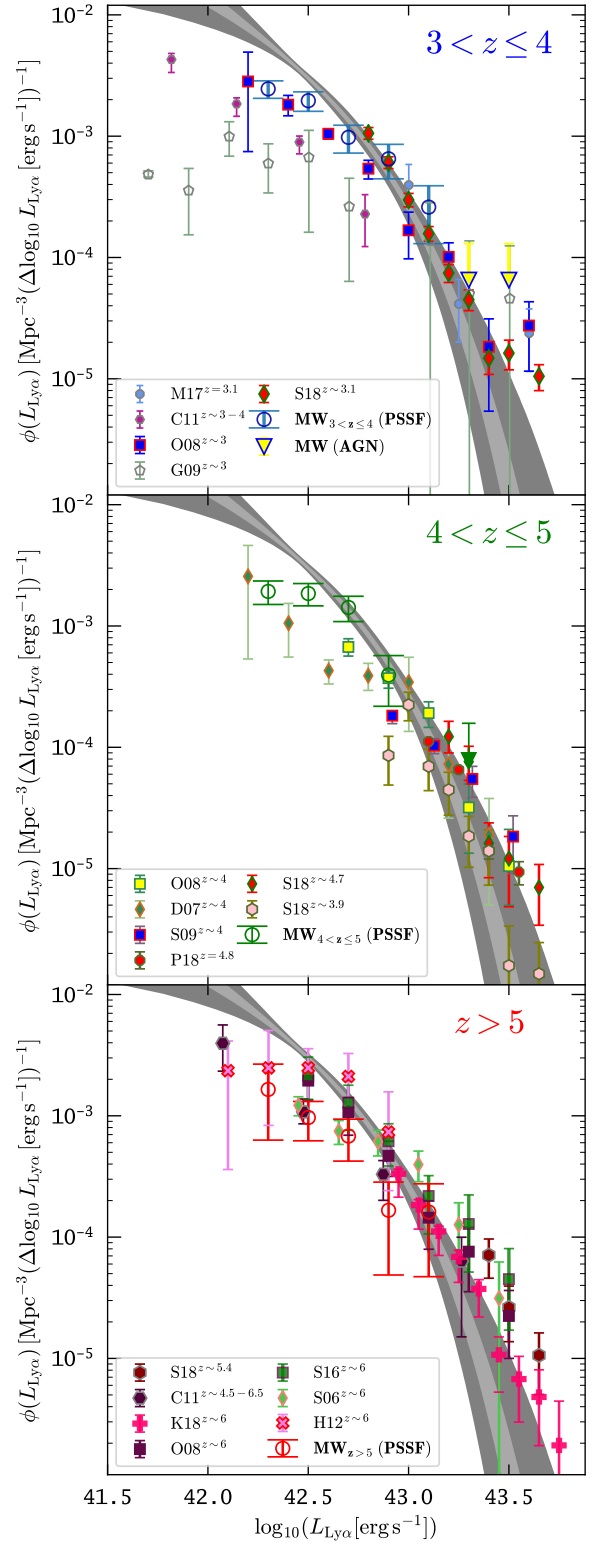 3 < z ≤ 4
10⁻²
10⁻³
10⁻⁴
10⁻⁵
ϕ(L_Lyα) [Mpc⁻³(Δlog₁₀ L_Lyα [erg s⁻¹])⁻¹]
M17^z=3.1
C11^z~3−4
O08^z~3
G09^z~3
S18^z~3.1
MW_3<z≤4 (PSSF)
MW (AGN)
4 < z ≤ 5
10⁻²
10⁻³
10⁻⁴
10⁻⁵
ϕ(L_Lyα) [Mpc⁻³(Δlog₁₀ L_Lyα [erg s⁻¹])⁻¹]
O08^z~4
D07^z~4
S09^z~4
P18^z=4.8
S18^z~4.7
S18^z~3.9
MW_4<z≤5 (PSSF)
z > 5
10⁻²
10⁻³
10⁻⁴
10⁻⁵
ϕ(L_Lyα) [Mpc⁻³(Δlog₁₀ L_Lyα [erg s⁻¹])⁻¹]
S18^z~5.4
C11^z~4.5−6.5
K18^z~6
O08^z~6
S16^z~6
S06^z~6
H12^z~6
MW_z>5 (PSSF)
41.5 42.0 42.5 43.0 43.5
log₁₀(L_Lyα[erg s⁻¹])